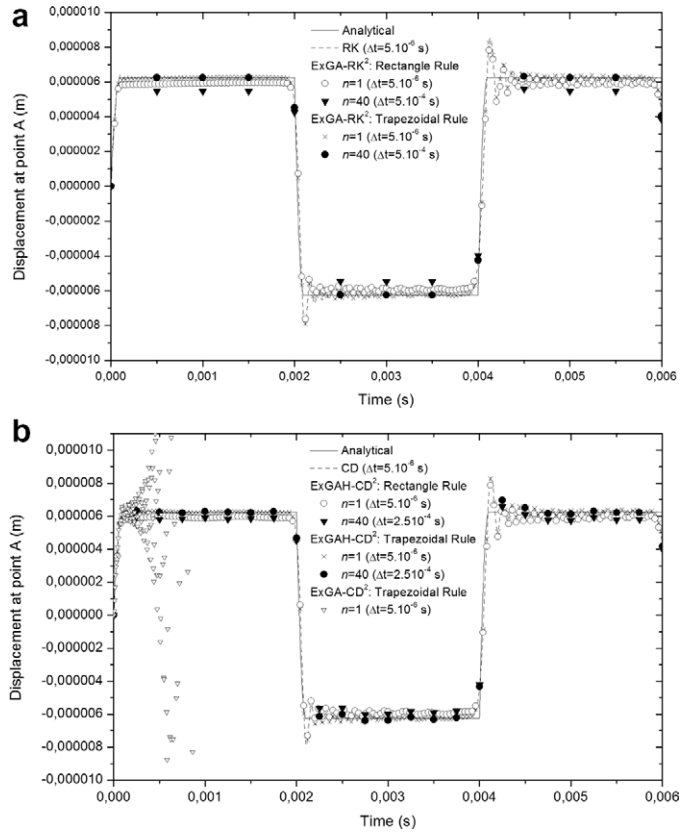 a
0,000010
0,000008
0,000006
0,000004
0,000002
0,000000
-0,000002
-0,000004
-0,000006
-0,000008
-0,000010
Displacement at point A (m)
Analytical
RK (Δt=5.10⁻⁶ s)
ExGA-RK²: Rectangle Rule
n=1 (Δt=5.10⁻⁶ s)
n=40 (Δt=5.10⁻⁴ s)
ExGA-RK²: Trapezoidal Rule
n=1 (Δt=5.10⁻⁶ s)
n=40 (Δt=5.10⁻⁴ s)
0,000 0,001 0,002 0,003 0,004 0,005 0,006
Time (s)
b
0,000010
0,000008
0,000006
0,000004
0,000002
0,000000
-0,000002
-0,000004
-0,000006
-0,000008
-0,000010
Displacement at point A (m)
Analytical
CD (Δt=5.10⁻⁶ s)
ExGAH-CD²: Rectangle Rule
n=1 (Δt=5.10⁻⁶ s)
n=40 (Δt=2.510⁻⁴ s)
ExGAH-CD²: Trapezoidal Rule
n=1 (Δt=5.10⁻⁶ s)
n=40 (Δt=2.510⁻⁴ s)
ExGA-CD²: Trapezoidal Rule
n=1 (Δt=5.10⁻⁶ s)
0,000 0,001 0,002 0,003 0,004 0,005 0,006
Time (s)